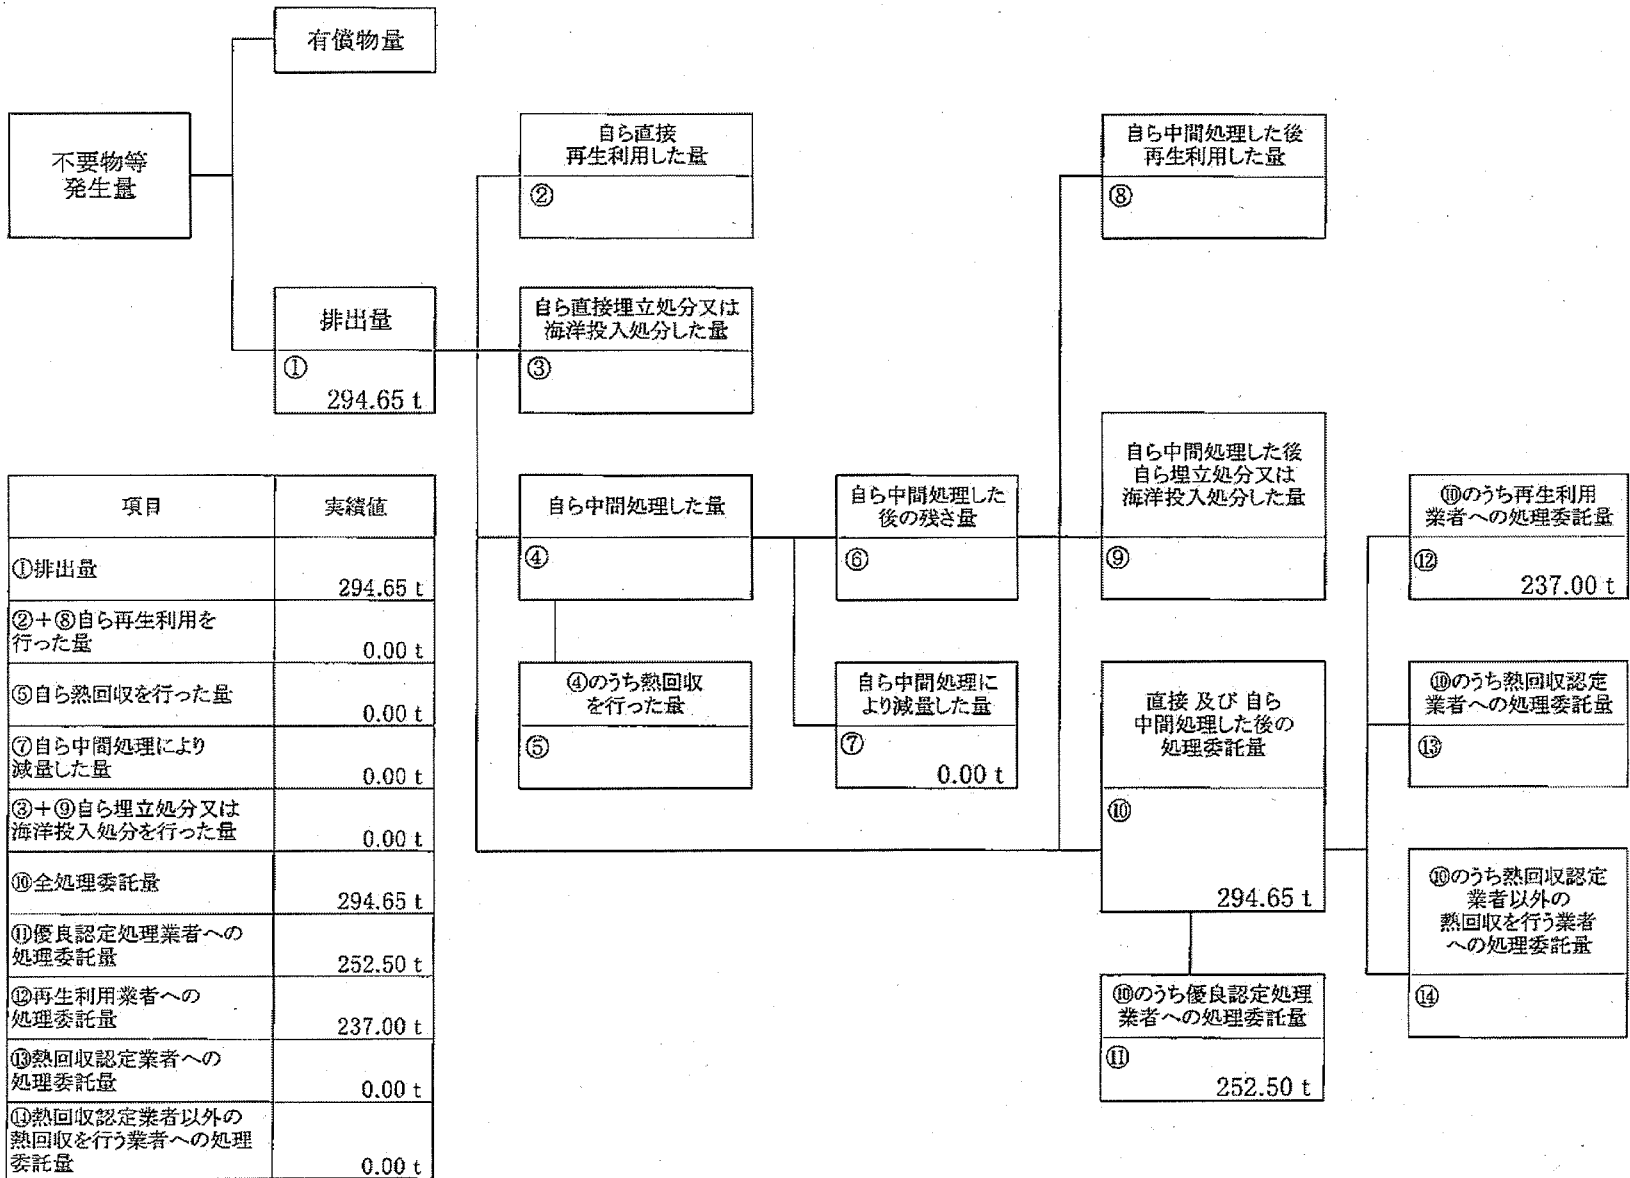 有償物量
不要物等
発生量
自ら直接
再生利用した量
②
自ら中間処理した後
再生利用した量
⑧
排出量
①
294.65 t
自ら直接埋立処分又は
海洋投入処分した量
③
自ら中間処理した量
④
自ら中間処理した
後の残さ量
⑥
自ら中間処理した後
自ら埋立処分又は
海洋投入処分した量
⑨
⑩のうち再生利用
業者への処理委託量
⑫
237.00 t
④のうち熱回収
を行った量
⑤
自ら中間処理に
より減量した量
⑦
0.00 t
直接 及び 自ら
中間処理した後の
処理委託量
⑩
294.65 t
⑩のうち熱回収認定
業者への処理委託量
⑬
⑩のうち熱回収認定
業者以外の
熱回収を行う業者
への処理委託量
⑭
⑩のうち優良認定処理
業者への処理委託量
⑪
252.50 t
項目 実績値
①排出量
294.65 t
②+⑧自ら再生利用を
行った量
0.00 t
⑤自ら熱回収を行った量
0.00 t
⑦自ら中間処理により
減量した量
0.00 t
③+⑨自ら埋立処分又は
海洋投入処分を行った量
0.00 t
⑩全処理委託量
294.65 t
⑪優良認定処理業者への
処理委託量
252.50 t
⑫再生利用業者への
処理委託量
237.00 t
⑬熱回収認定業者への
処理委託量
0.00 t
⑭熱回収認定業者以外の
熱回収を行う業者への処理
委託量
0.00 t